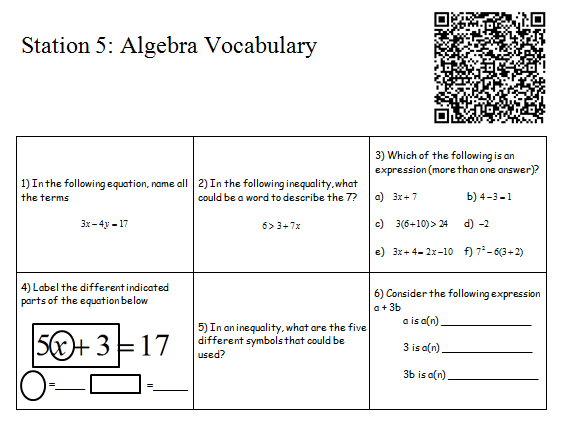 Station 5: Algebra Vocabulary
1) In the following equation, name all
the terms
3x – 4y = 17
2) In the following inequality, what
could be a word to describe the 7?
6 > 3 + 7x
3) Which of the following is an
expression (more than one answer)?
a) 3x + 7 b) 4 – 3 = 1
c) 3(6+10) > 24 d) –2
e) 3x + 4 = 2x – 10 f) 7² – 6(3 + 2)
4) Label the different indicated
parts of the equation below
5x + 3 = 17
= ____ = ____
5) In an inequality, what are the five
different symbols that could be
used?
6) Consider the following expression
a + 3b
a is a(n) ____
3 is a(n) ____
3b is a(n) ____